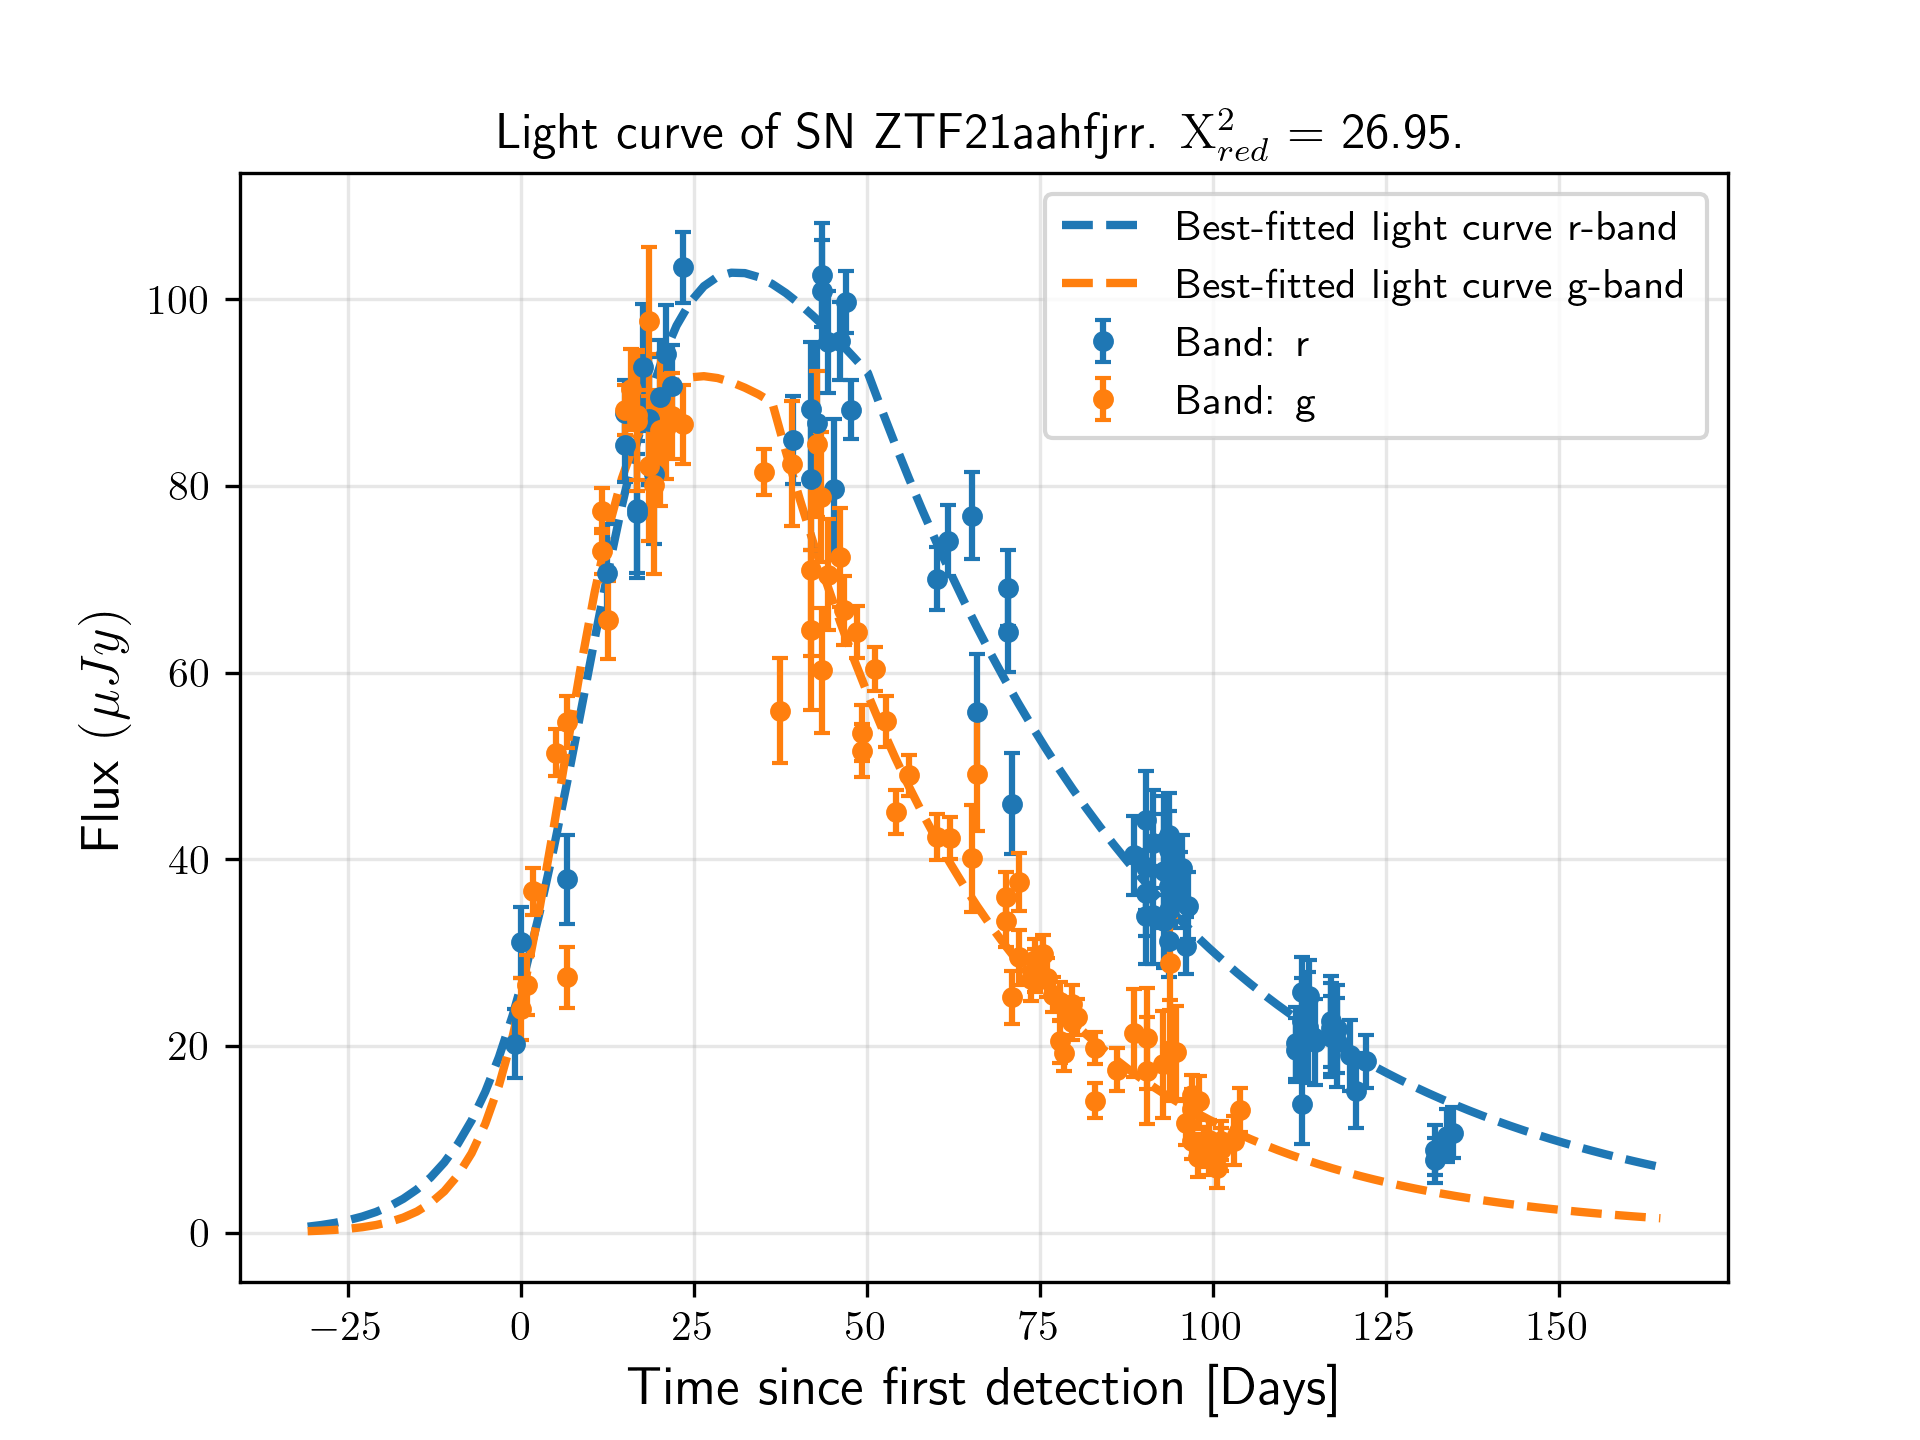 Light curve of SN ZTF21aahfjrr. X²_red = 26.95.
Best-fitted light curve r-band
Best-fitted light curve g-band
Band: r
Band: g
Flux (μJy)
100
80
60
40
20
0
−25 0 25 50 75 100 125 150
Time since first detection [Days]